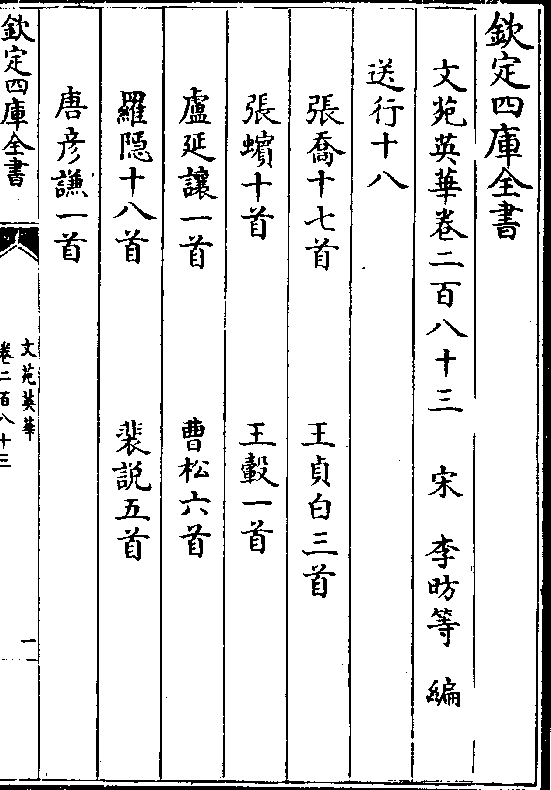 欽定四庫全書
文苑英華卷二百八十三 宋 李昉等 編
送行十八
張喬十七首 王貞白三首
張蠙十首 王轂一首
盧延讓一首 曹松六首
羅隱十八首 裴説五首
唐彦謙一首
欽定四庫全書 文苑英華 卷二百八十三 一